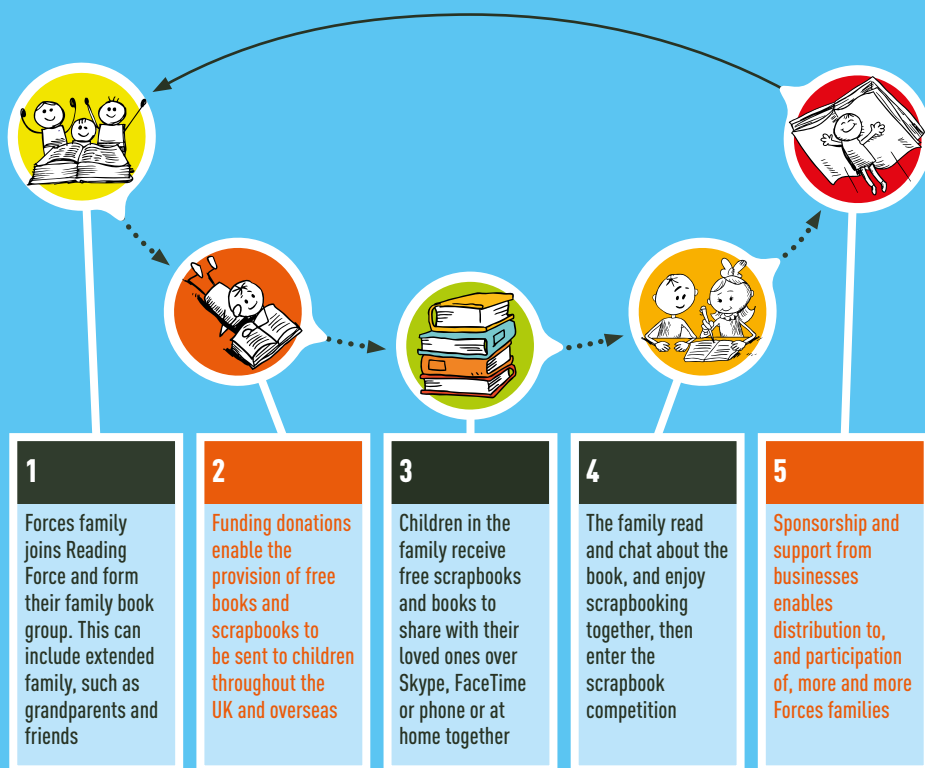 1
Forces family
joins Reading
Force and form
their family book
group. This can
include extended
family, such as
grandparents and
friends
2
Funding donations
enable the
provision of free
books and
scrapbooks to
be sent to children
throughout the
UK and overseas
3
Children in the
family receive
free scrapbooks
and books to
share with their
loved ones over
Skype, FaceTime
or phone or at
home together
4
The family read
and chat about the
book, and enjoy
scrapbooking
together, then
enter the
scrapbook
competition
5
Sponsorship and
support from
businesses
enables
distribution to,
and participation
of, more and more
Forces families